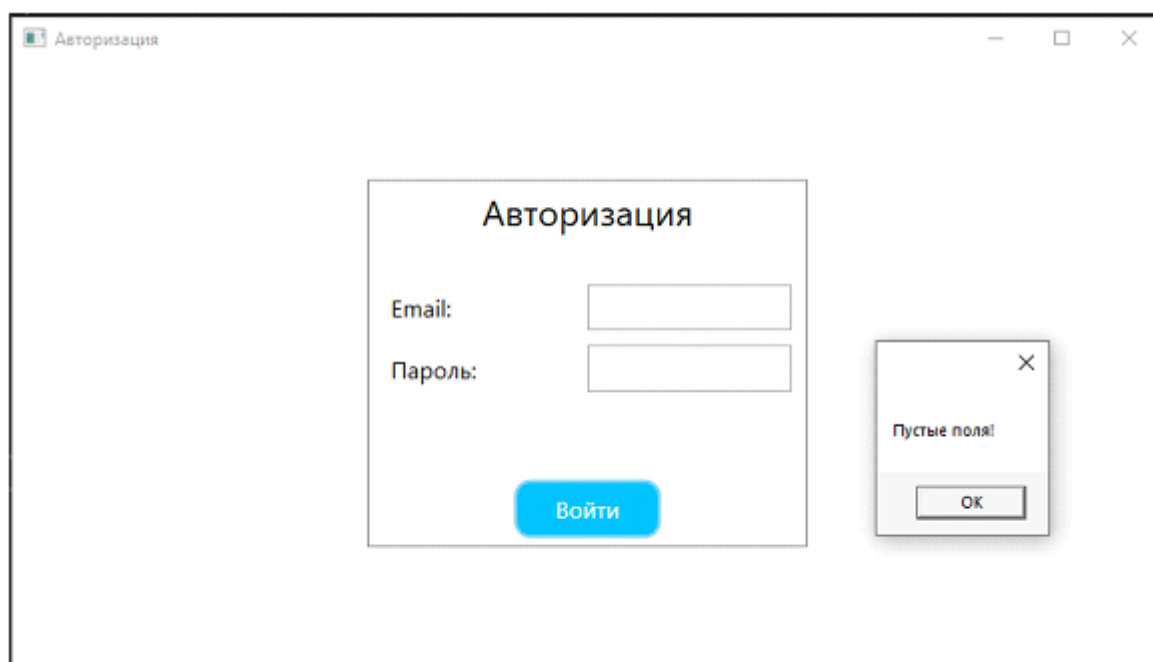 Авторизация
Авторизация
Email:
Пароль:
Войти
Пустые поля!
OK